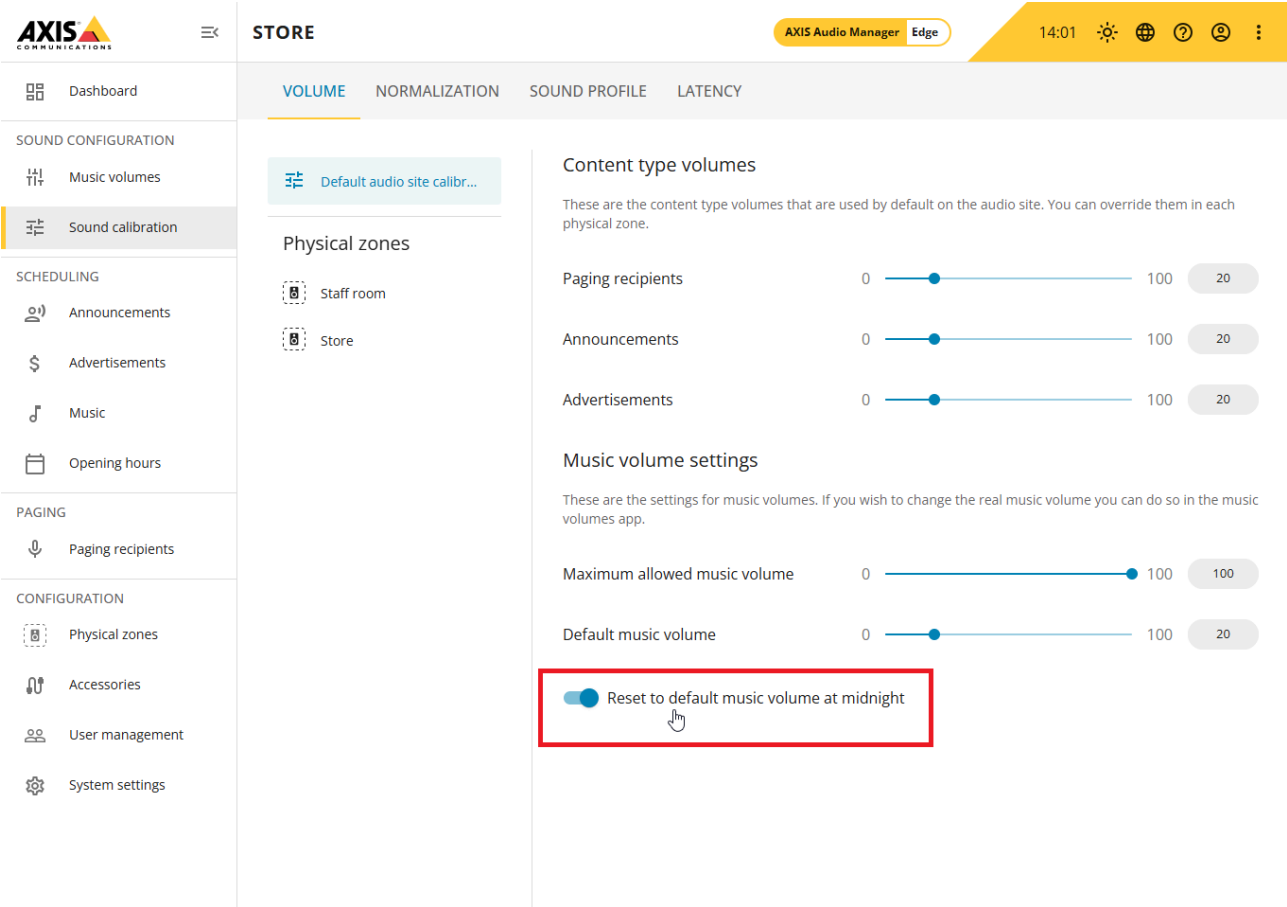 AXIS
COMMUNICATIONS
STORE
AXIS Audio Manager Edge
14:01
Dashboard
SOUND CONFIGURATION
Music volumes
Sound calibration
SCHEDULING
Announcements
Advertisements
Music
Opening hours
PAGING
Paging recipients
CONFIGURATION
Physical zones
Accessories
User management
System settings
VOLUME NORMALIZATION SOUND PROFILE LATENCY
Default audio site calibr...
Physical zones
Staff room
Store
Content type volumes
These are the content type volumes that are used by default on the audio site. You can override them in each
physical zone.
Paging recipients 0 100 20
Announcements 0 100 20
Advertisements 0 100 20
Music volume settings
These are the settings for music volumes. If you wish to change the real music volume you can do so in the music
volumes app.
Maximum allowed music volume 0 100 100
Default music volume 0 100 20
Reset to default music volume at midnight